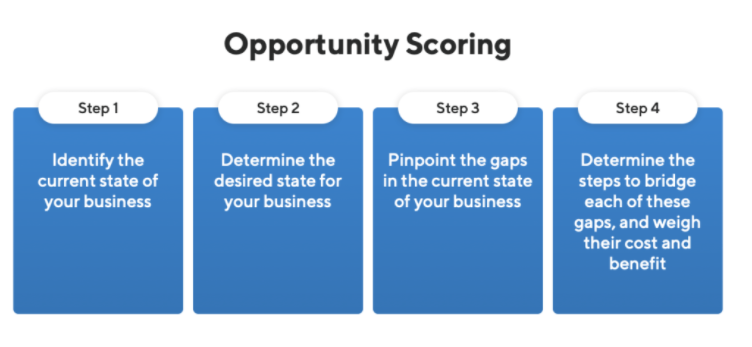 Opportunity Scoring
Step 1
Identify the
current state of
your business
Step 2
Determine the
desired state for
your business
Step 3
Pinpoint the gaps
in the current state
of your business
Step 4
Determine the
steps to bridge
each of these
gaps, and weigh
their cost and
benefit